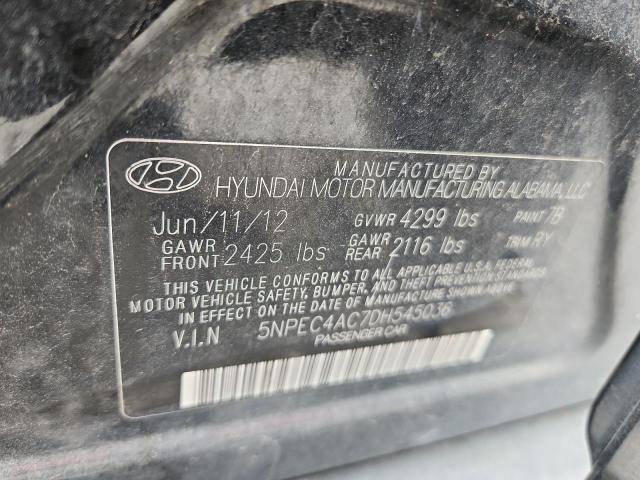 MANUFACTURED BY
HYUNDAI MOTOR MANUFACTURING ALABAMA, LLC
Jun/11/12 GVWR 4299 lbs PAINT 7B
GAWR FRONT 2425 lbs GAWR REAR 2116 lbs TRIM RY
THIS VEHICLE CONFORMS TO ALL APPLICABLE U.S.A. FEDERAL
MOTOR VEHICLE SAFETY, BUMPER, AND THEFT PREVENTION STANDARDS
IN EFFECT ON THE DATE OF MANUFACTURE SHOWN ABOVE.
V.I.N 5NPEC4AC7DH545036
PASSENGER CAR